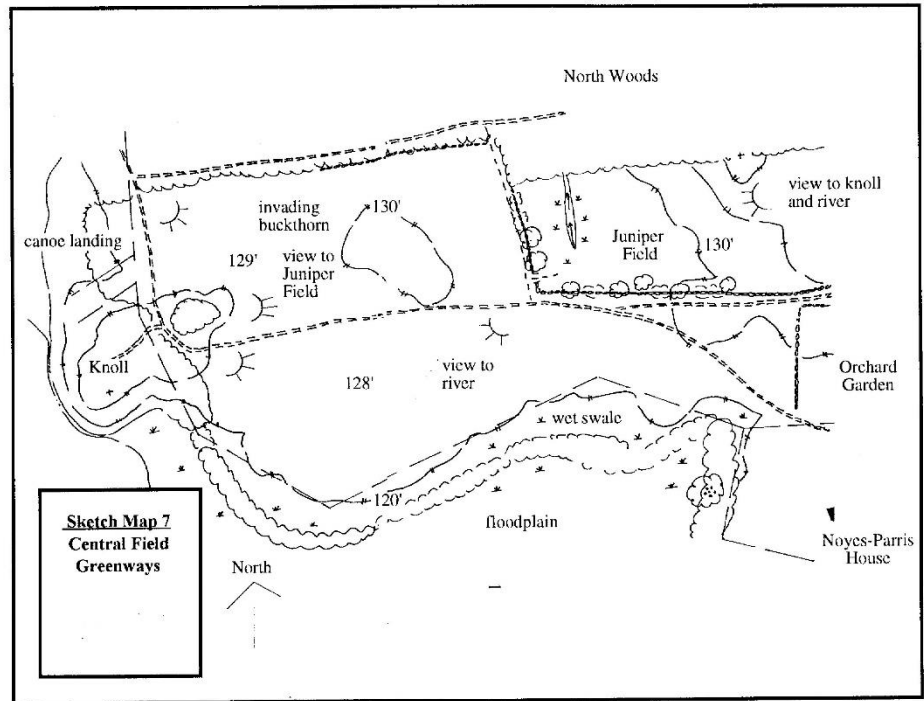 North Woods
canoe landing
invading
buckthorn
130'
129'
view to
Juniper
Field
Juniper
Field
130'
view to knoll
and river
Knoll
128'
view to
river
Orchard
Garden
wet swale
120'
floodplain
Noyes-Parris
House
Sketch Map 7
Central Field
Greenways
North